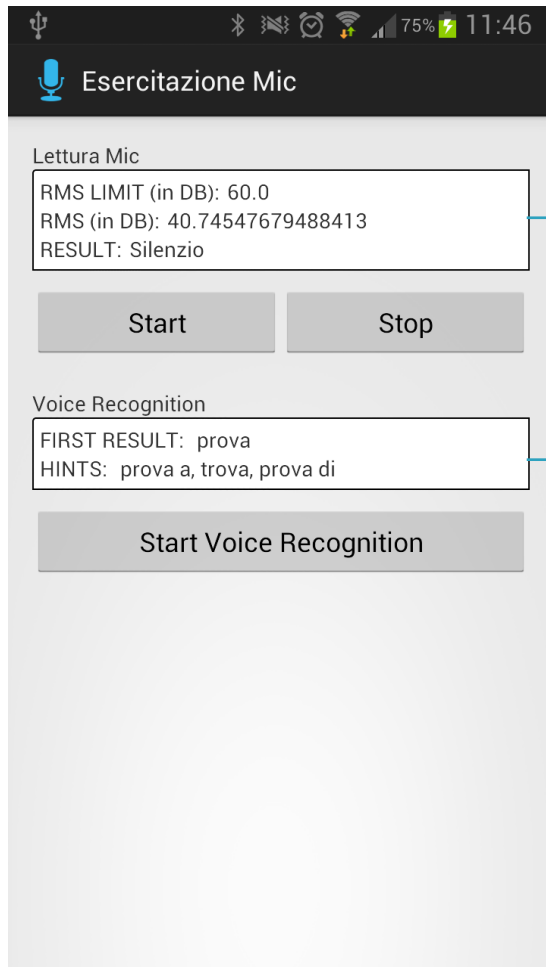 75% 11:46
Esercitazione Mic
Lettura Mic
RMS LIMIT (in DB): 60.0
RMS (in DB): 40.74547679488413
RESULT: Silenzio
Start Stop
Voice Recognition
FIRST RESULT: prova
HINTS: prova a, trova, prova di
Start Voice Recognition